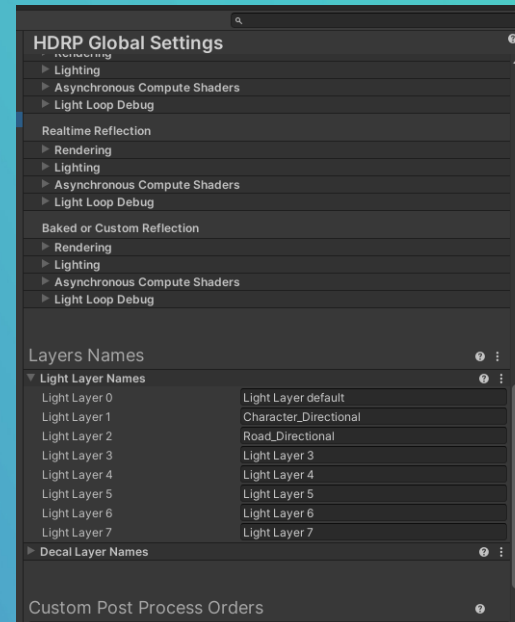 HDRP Global Settings
Rendering
Lighting
Asynchronous Compute Shaders
Light Loop Debug
Realtime Reflection
Rendering
Lighting
Asynchronous Compute Shaders
Light Loop Debug
Baked or Custom Reflection
Rendering
Lighting
Asynchronous Compute Shaders
Light Loop Debug
Layers Names
Light Layer Names
Light Layer 0 Light Layer default
Light Layer 1 Character_Directional
Light Layer 2 Road_Directional
Light Layer 3 Light Layer 3
Light Layer 4 Light Layer 4
Light Layer 5 Light Layer 5
Light Layer 6 Light Layer 6
Light Layer 7 Light Layer 7
Decal Layer Names
Custom Post Process Orders